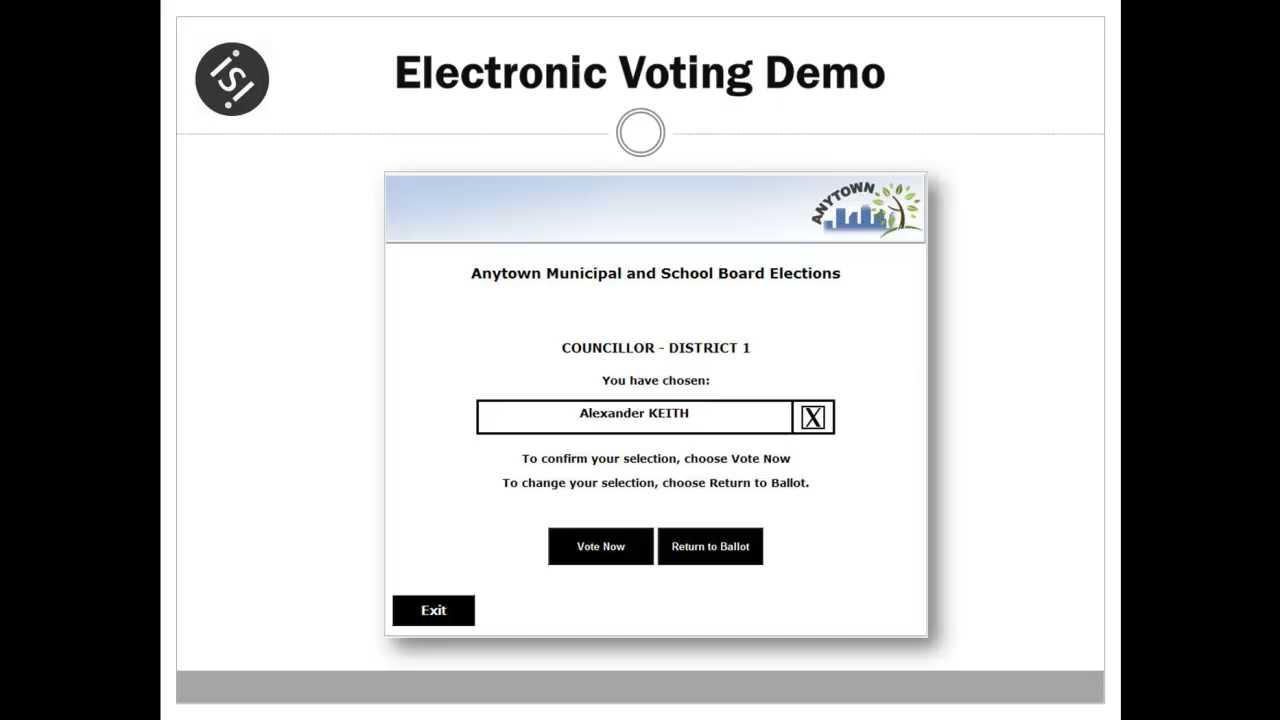 isi
Electronic Voting Demo
ANYTOWN
Anytown Municipal and School Board Elections
COUNCILLOR - DISTRICT 1
You have chosen:
Alexander KEITH X
To confirm your selection, choose Vote Now
To change your selection, choose Return to Ballot.
Vote Now Return to Ballot
Exit